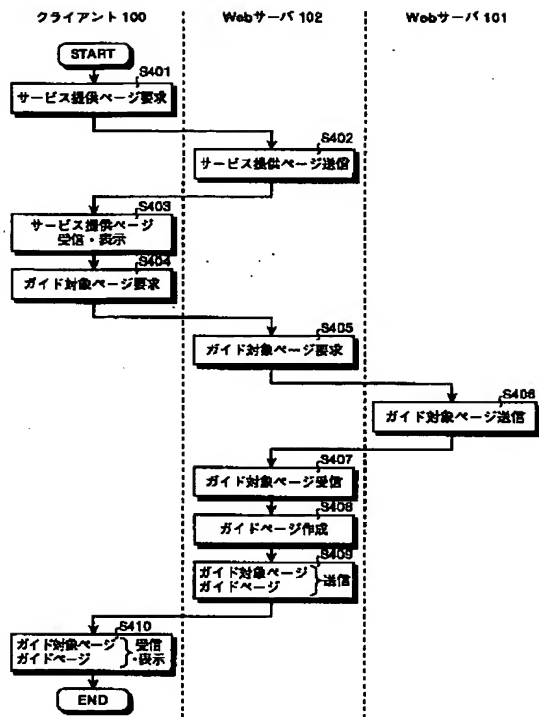 クライアント 100
Webサーバ 102
Webサーバ 101
START
S401
サービス提供ページ要求
S402
サービス提供ページ送信
S403
サービス提供ページ
受信・表示
S404
ガイド対象ページ要求
S405
ガイド対象ページ要求
S406
ガイド対象ページ送信
S407
ガイド対象ページ受信
S408
ガイドページ作成
S409
ガイド対象ページ
ガイドページ
}送信
S410
ガイド対象ページ
ガイドページ
}受信
・表示
END